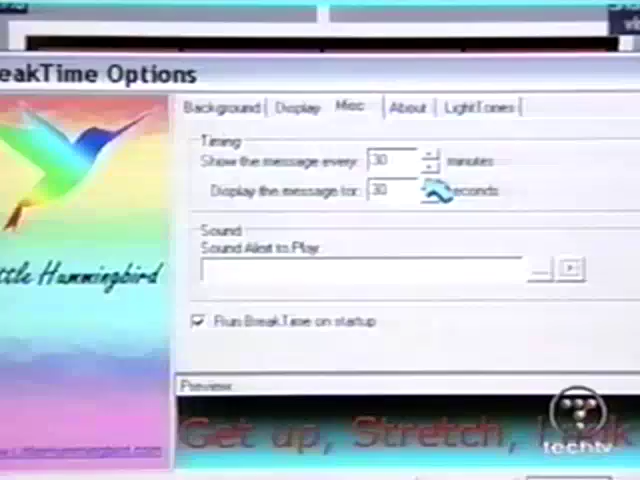 eakTime Options
Background Display Misc About LightTones
Timing
Show the message every: 30 minutes
Display the message for: 30 econds
Sound
Sound Alert to Play:
... 
ttle Hummingbird
Run BreakTime on startup
Preview:
Get up, Stretch,
techtv